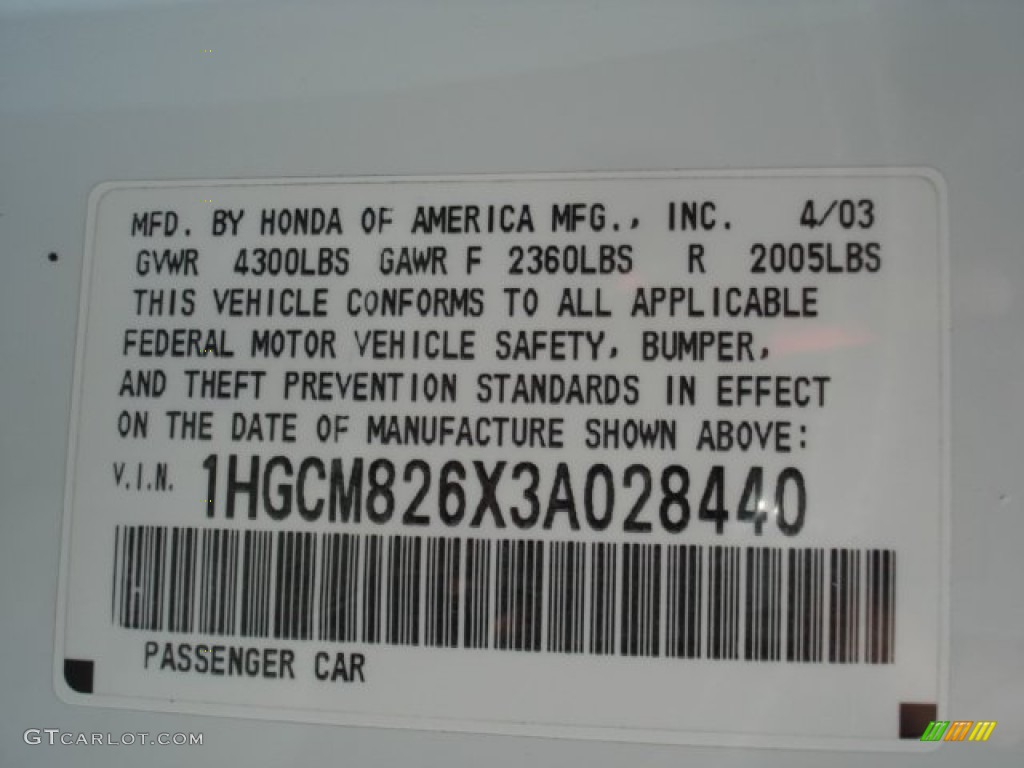 MFD. BY HONDA OF AMERICA MFG., INC. 4/03
GVWR 4300LBS GAWR F 2360LBS R 2005LBS
THIS VEHICLE CONFORMS TO ALL APPLICABLE
FEDERAL MOTOR VEHICLE SAFETY, BUMPER,
AND THEFT PREVENTION STANDARDS IN EFFECT
ON THE DATE OF MANUFACTURE SHOWN ABOVE:
V.I.N. 1HGCM826X3A028440
PASSENGER CAR
GTCARLOT.COM